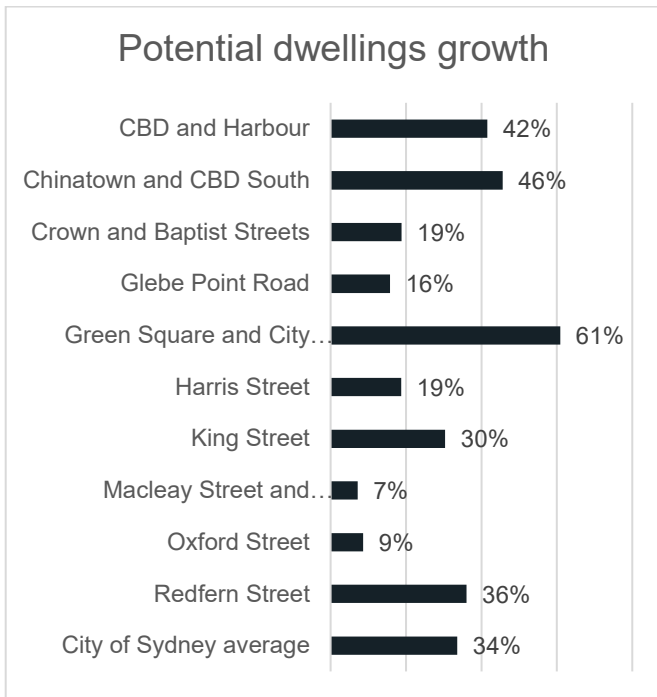 Potential dwellings growth
CBD and Harbour 42%
Chinatown and CBD South 46%
Crown and Baptist Streets 19%
Glebe Point Road 16%
Green Square and City... 61%
Harris Street 19%
King Street 30%
Macleay Street and... 7%
Oxford Street 9%
Redfern Street 36%
City of Sydney average 34%